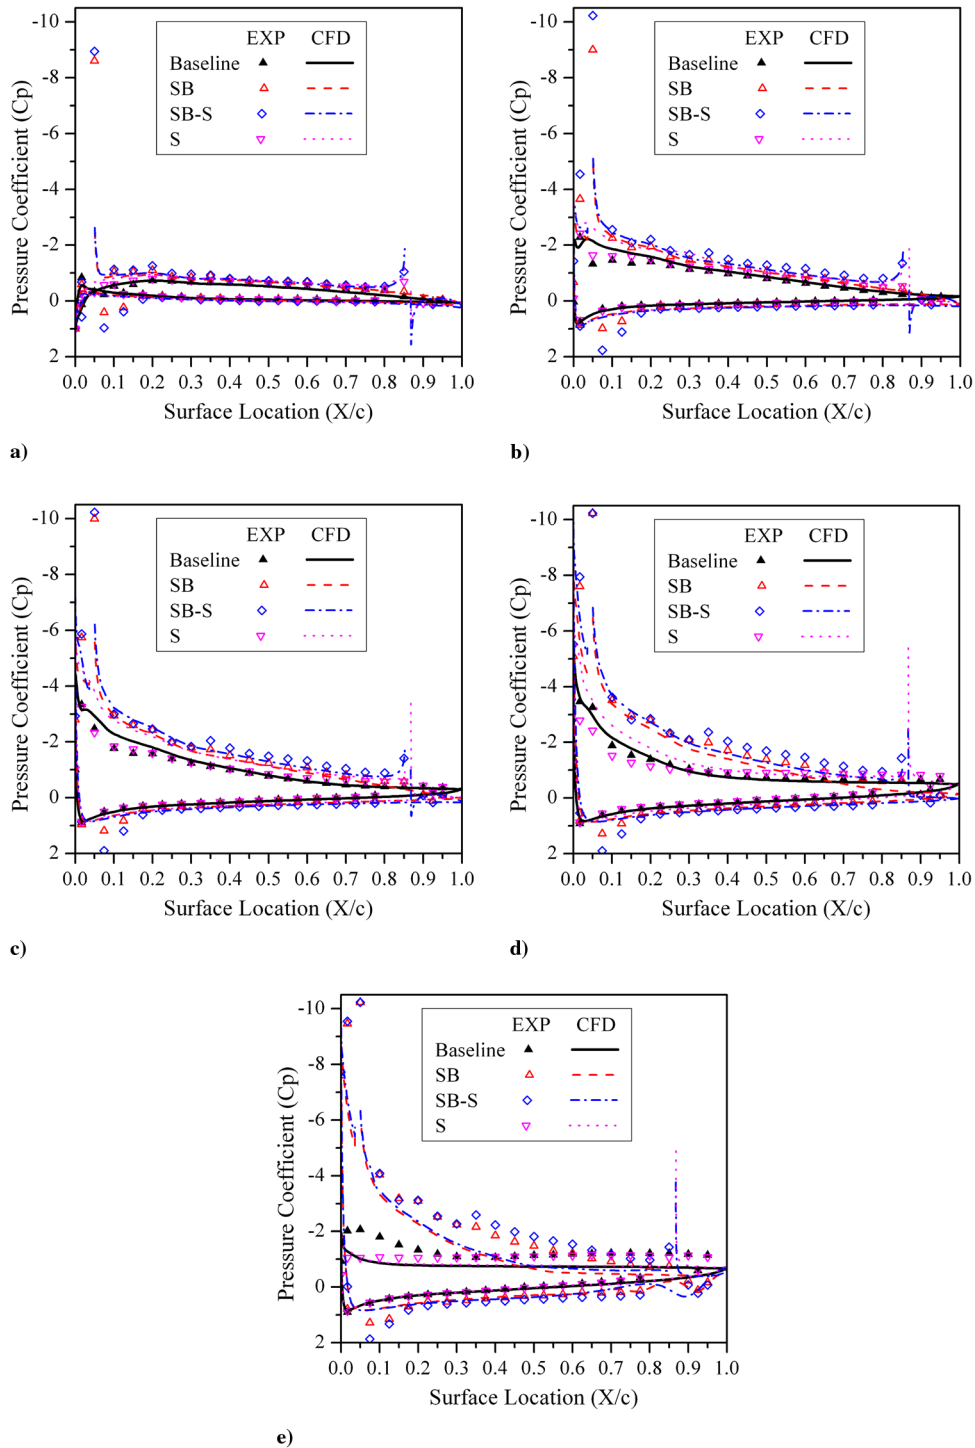 -10
-8
-6
-4
-2
0
2
Pressure Coefficient (Cp)
EXP CFD
Baseline
SB
SB-S
S
0.0 0.1 0.2 0.3 0.4 0.5 0.6 0.7 0.8 0.9 1.0
Surface Location (X/c)
a)
-10
-8
-6
-4
-2
0
2
Pressure Coefficient (Cp)
EXP CFD
Baseline
SB
SB-S
S
0.0 0.1 0.2 0.3 0.4 0.5 0.6 0.7 0.8 0.9 1.0
Surface Location (X/c)
b)
-10
-8
-6
-4
-2
0
2
Pressure Coefficient (Cp)
EXP CFD
Baseline
SB
SB-S
S
0.0 0.1 0.2 0.3 0.4 0.5 0.6 0.7 0.8 0.9 1.0
Surface Location (X/c)
c)
-10
-8
-6
-4
-2
0
2
Pressure Coefficient (Cp)
EXP CFD
Baseline
SB
SB-S
S
0.0 0.1 0.2 0.3 0.4 0.5 0.6 0.7 0.8 0.9 1.0
Surface Location (X/c)
d)
-10
-8
-6
-4
-2
0
2
Pressure Coefficient (Cp)
EXP CFD
Baseline
SB
SB-S
S
0.0 0.1 0.2 0.3 0.4 0.5 0.6 0.7 0.8 0.9 1.0
Surface Location (X/c)
e)